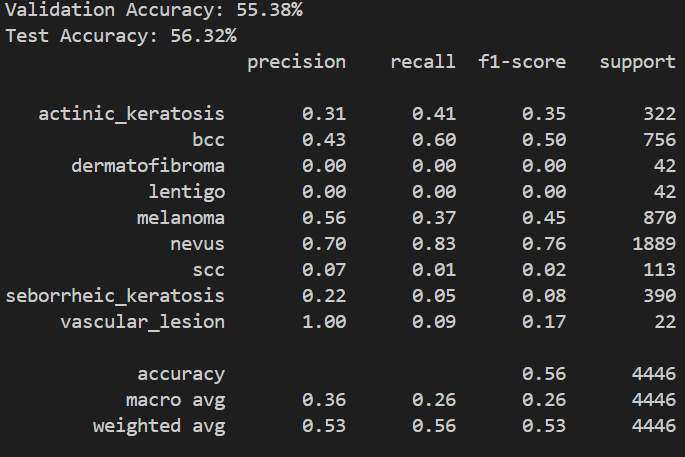 Validation Accuracy: 55.38%
Test Accuracy: 56.32%
precision recall f1-score support
actinic_keratosis 0.31 0.41 0.35 322
bcc 0.43 0.60 0.50 756
dermatofibroma 0.00 0.00 0.00 42
lentigo 0.00 0.00 0.00 42
melanoma 0.56 0.37 0.45 870
nevus 0.70 0.83 0.76 1889
scc 0.07 0.01 0.02 113
seborrheic_keratosis 0.22 0.05 0.08 390
vascular_lesion 1.00 0.09 0.17 22
accuracy 0.56 4446
macro avg 0.36 0.26 0.26 4446
weighted avg 0.53 0.56 0.53 4446